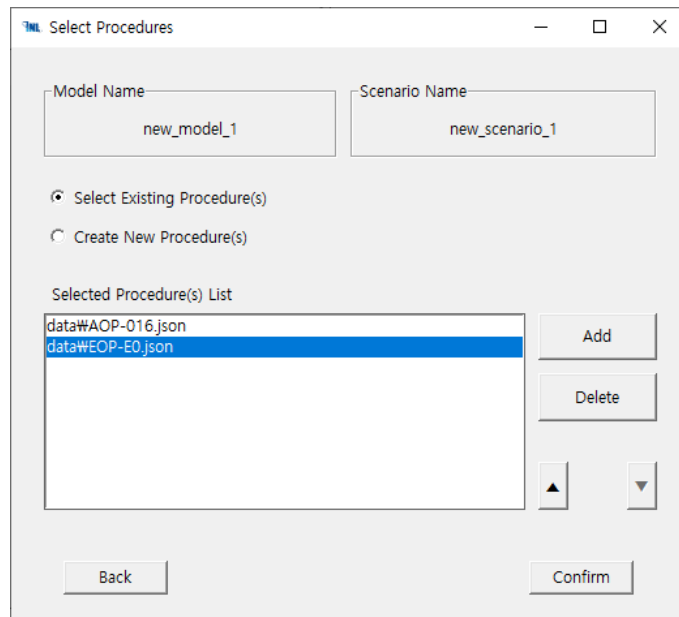 INL Select Procedures
Model Name
new_model_1
Scenario Name
new_scenario_1
Select Existing Procedure(s)
Create New Procedure(s)
Selected Procedure(s) List
data₩AOP-016.json
data₩EOP-E0.json
Add
Delete
Back
Confirm